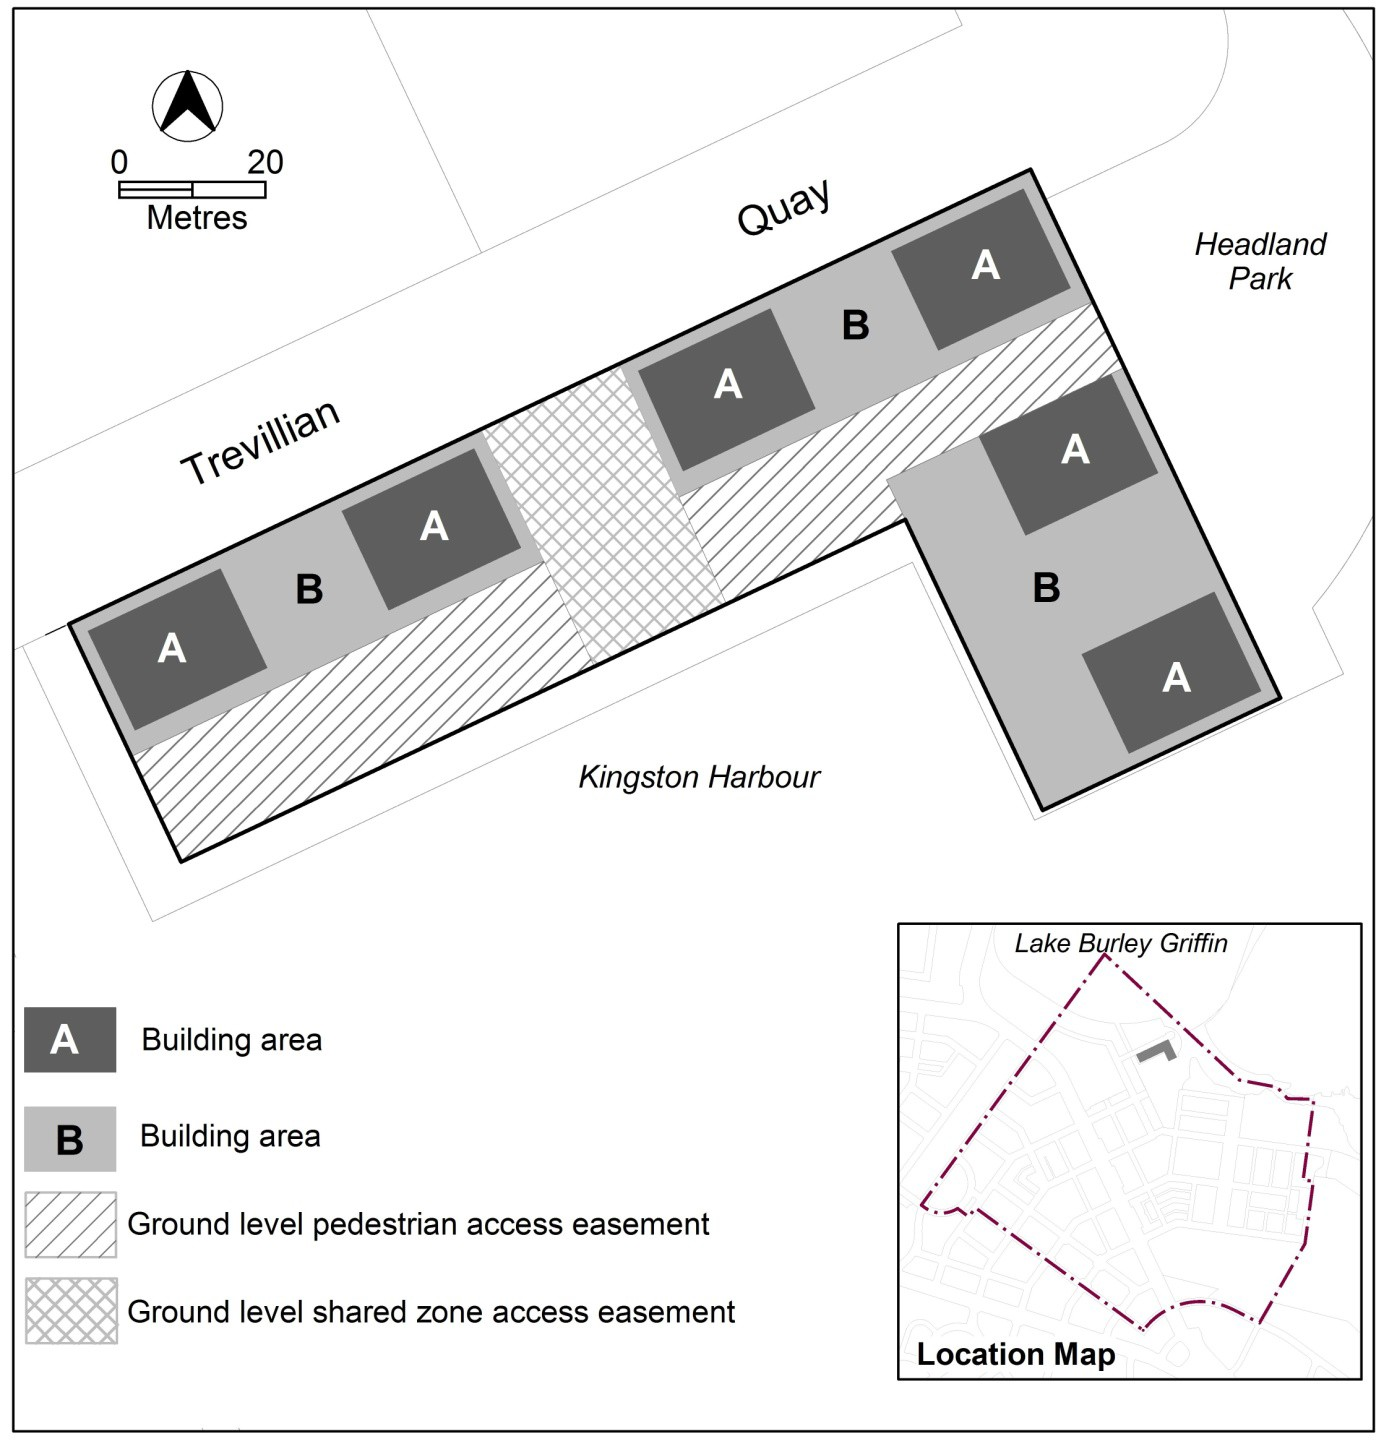 0 20
Metres
Quay
Headland
Park
A
B
A
Trevillian
A
A
B
A
B
A
A
Kingston Harbour
A Building area
B Building area
Ground level pedestrian access easement
Ground level shared zone access easement
Lake Burley Griffin
Location Map